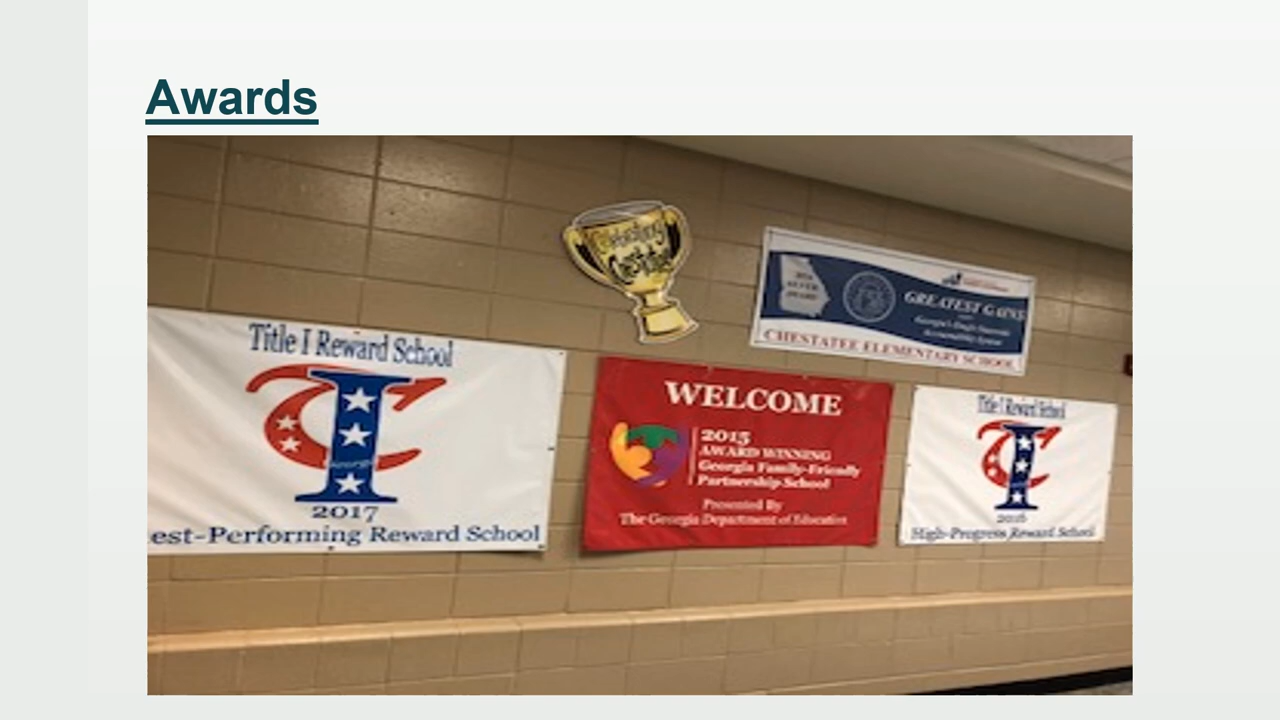 Awards
Title I Reward School
2017
est-Performing Reward School
WELCOME
2015
AWARD WINNING
Georgia Family-Friendly
Partnership School
Presented By
The Georgia Department of Education
GREATEST GAINS
CHESTATEE ELEMENTARY SCHOOL
Title I Reward School
2016
High-Progress Reward School